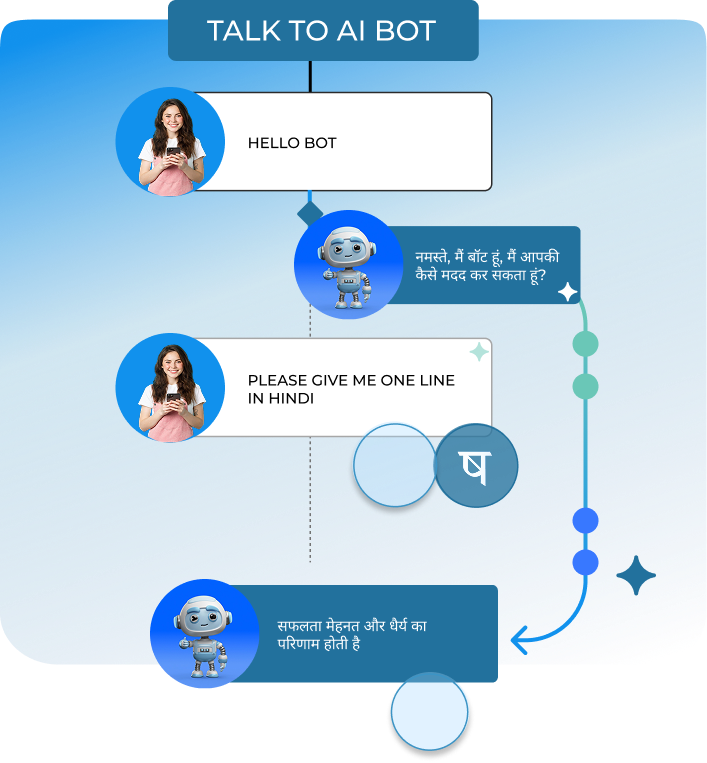 TALK TO AI BOT
HELLO BOT
नमस्ते, मैं बॉट हूं, मैं आपकी
कैसे मदद कर सकता हूं?
PLEASE GIVE ME ONE LINE
IN HINDI
ष
सफलता मेहनत और धैर्य का
परिणाम होती है